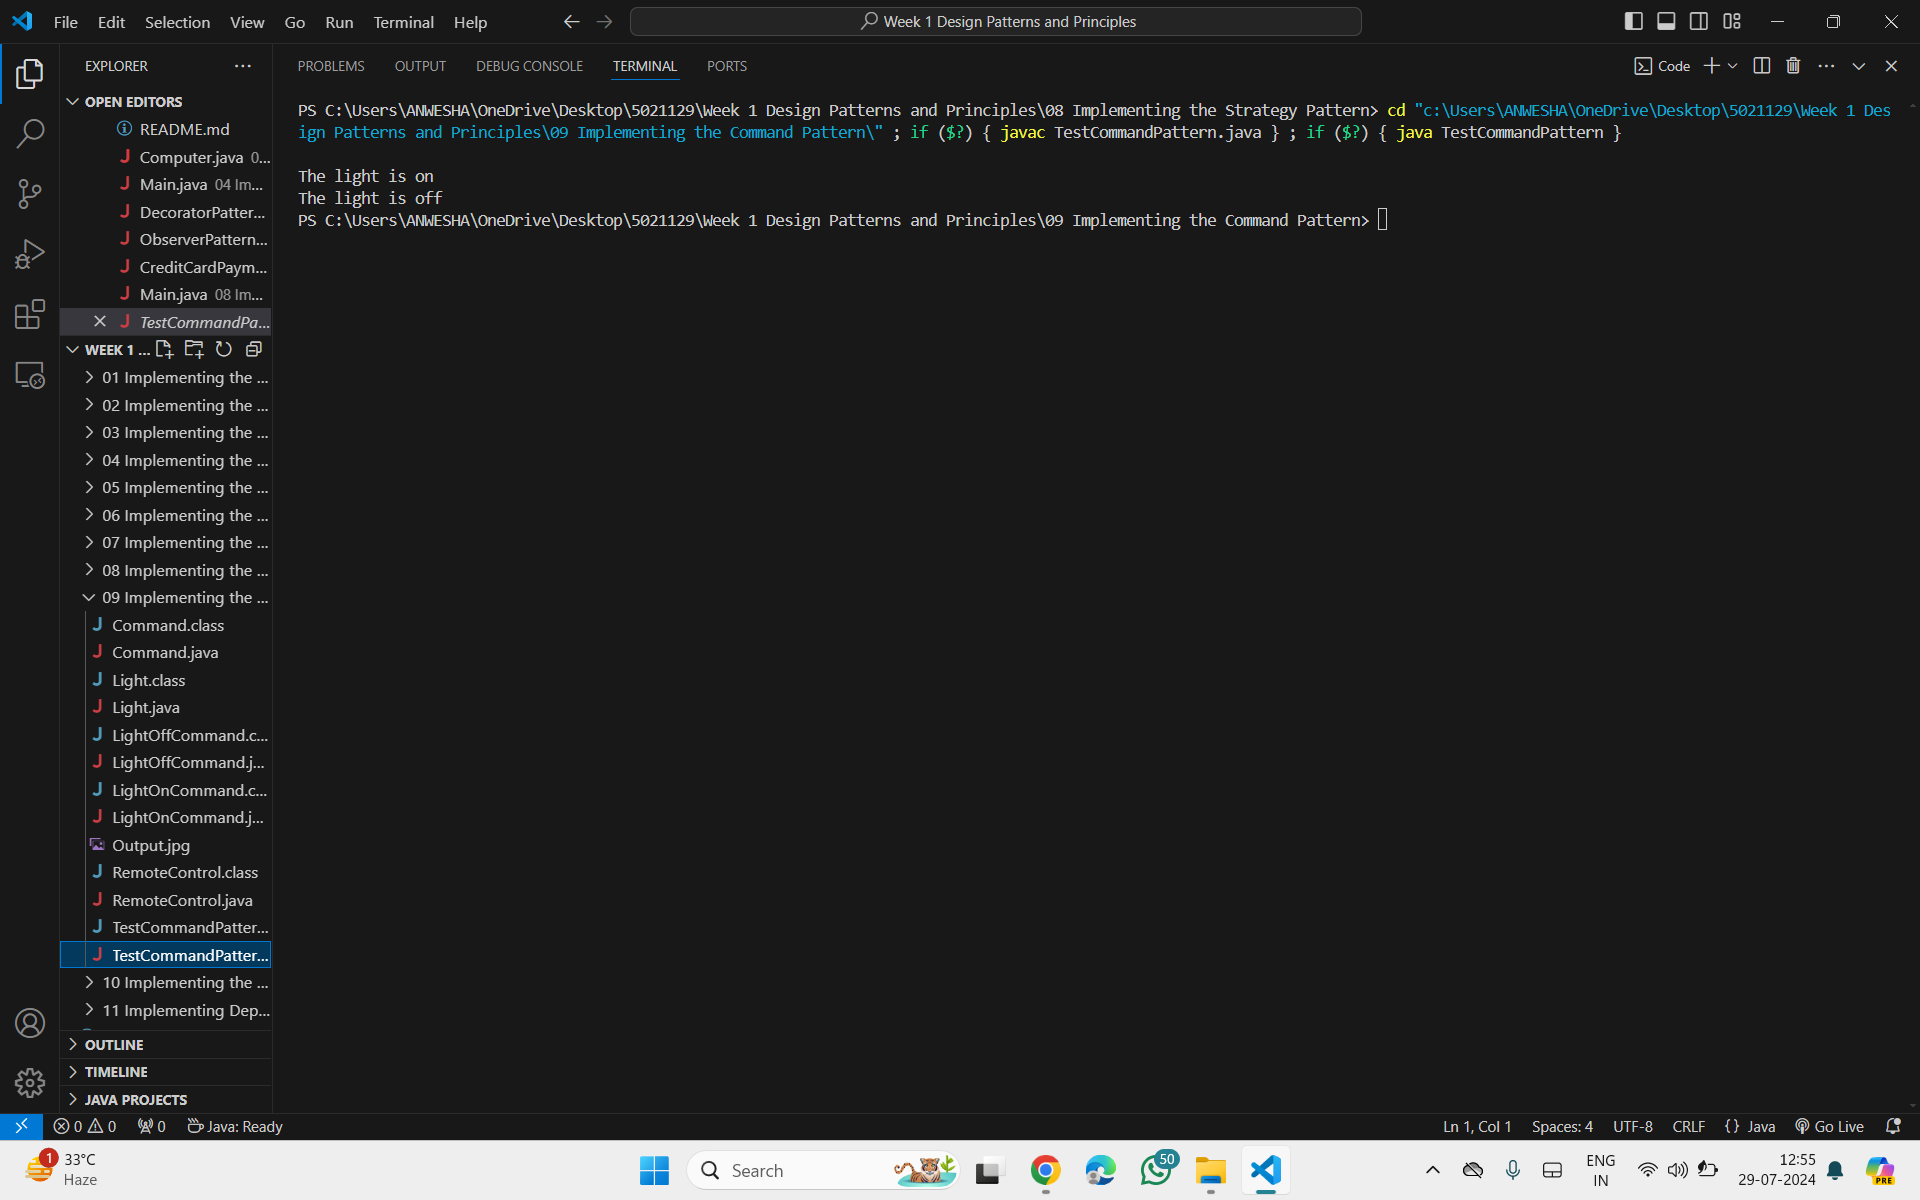 File Edit Selection View Go Run Terminal Help
Week 1 Design Patterns and Principles
EXPLORER
OPEN EDITORS
README.md
Computer.java 0...
Main.java 04 Im...
DecoratorPatter...
ObserverPattern...
CreditCardPaym...
Main.java 08 Im...
TestCommandPa...
WEEK 1 ...
01 Implementing the ...
02 Implementing the ...
03 Implementing the ...
04 Implementing the ...
05 Implementing the ...
06 Implementing the ...
07 Implementing the ...
08 Implementing the ...
09 Implementing the ...
Command.class
Command.java
Light.class
Light.java
LightOffCommand.c...
LightOffCommand.j...
LightOnCommand.c...
LightOnCommand.j...
Output.jpg
RemoteControl.class
RemoteControl.java
TestCommandPatter...
TestCommandPatter...
10 Implementing the ...
11 Implementing Dep...
OUTLINE
TIMELINE
JAVA PROJECTS
PROBLEMS OUTPUT DEBUG CONSOLE TERMINAL PORTS
Code
PS C:\Users\ANWESHA\OneDrive\Desktop\5021129\Week 1 Design Patterns and Principles\08 Implementing the Strategy Pattern> cd "c:\Users\ANWESHA\OneDrive\Desktop\5021129\Week 1 Des
ign Patterns and Principles\09 Implementing the Command Pattern\" ; if ($?) { javac TestCommandPattern.java } ; if ($?) { java TestCommandPattern }
The light is on
The light is off
PS C:\Users\ANWESHA\OneDrive\Desktop\5021129\Week 1 Design Patterns and Principles\09 Implementing the Command Pattern>
0 0 0 Java: Ready
Ln 1, Col 1 Spaces: 4 UTF-8 CRLF {} Java Go Live
1
33°C
Haze
Search
50
ENG
IN
12:55
29-07-2024
PRE